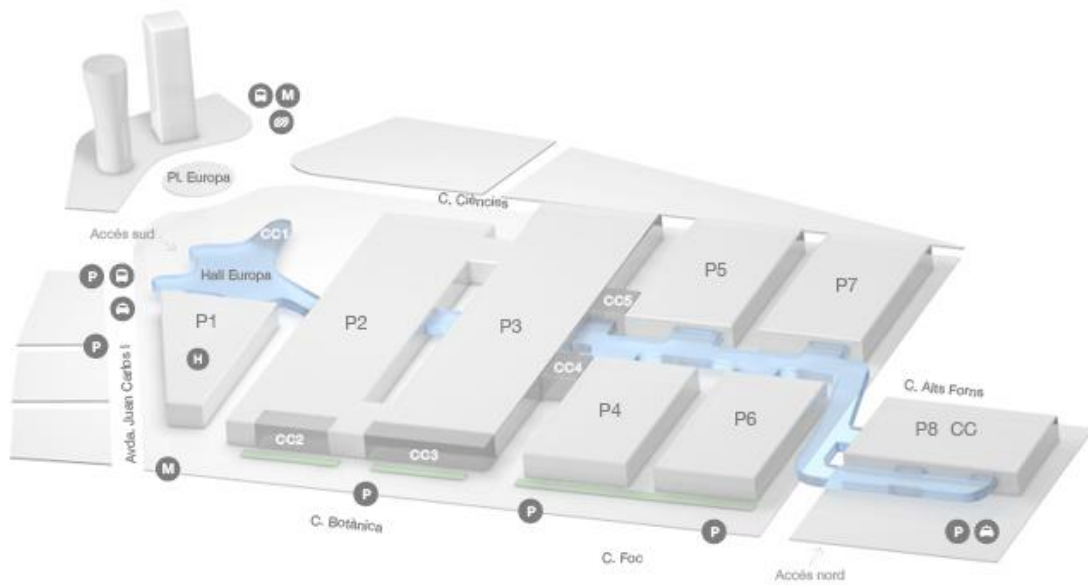 M
Pl. Europa
C. Ciències
Accés sud
CC1
Hall Europa
P
P1
H
P
P2
P3
CC5
P5
P7
CC4
P4
P6
C. Alts Forns
P8 CC
Avda. Juan Carlos I
CC2
CC3
M
P
P
P
P
C. Botànica
C. Foc
Accés nord